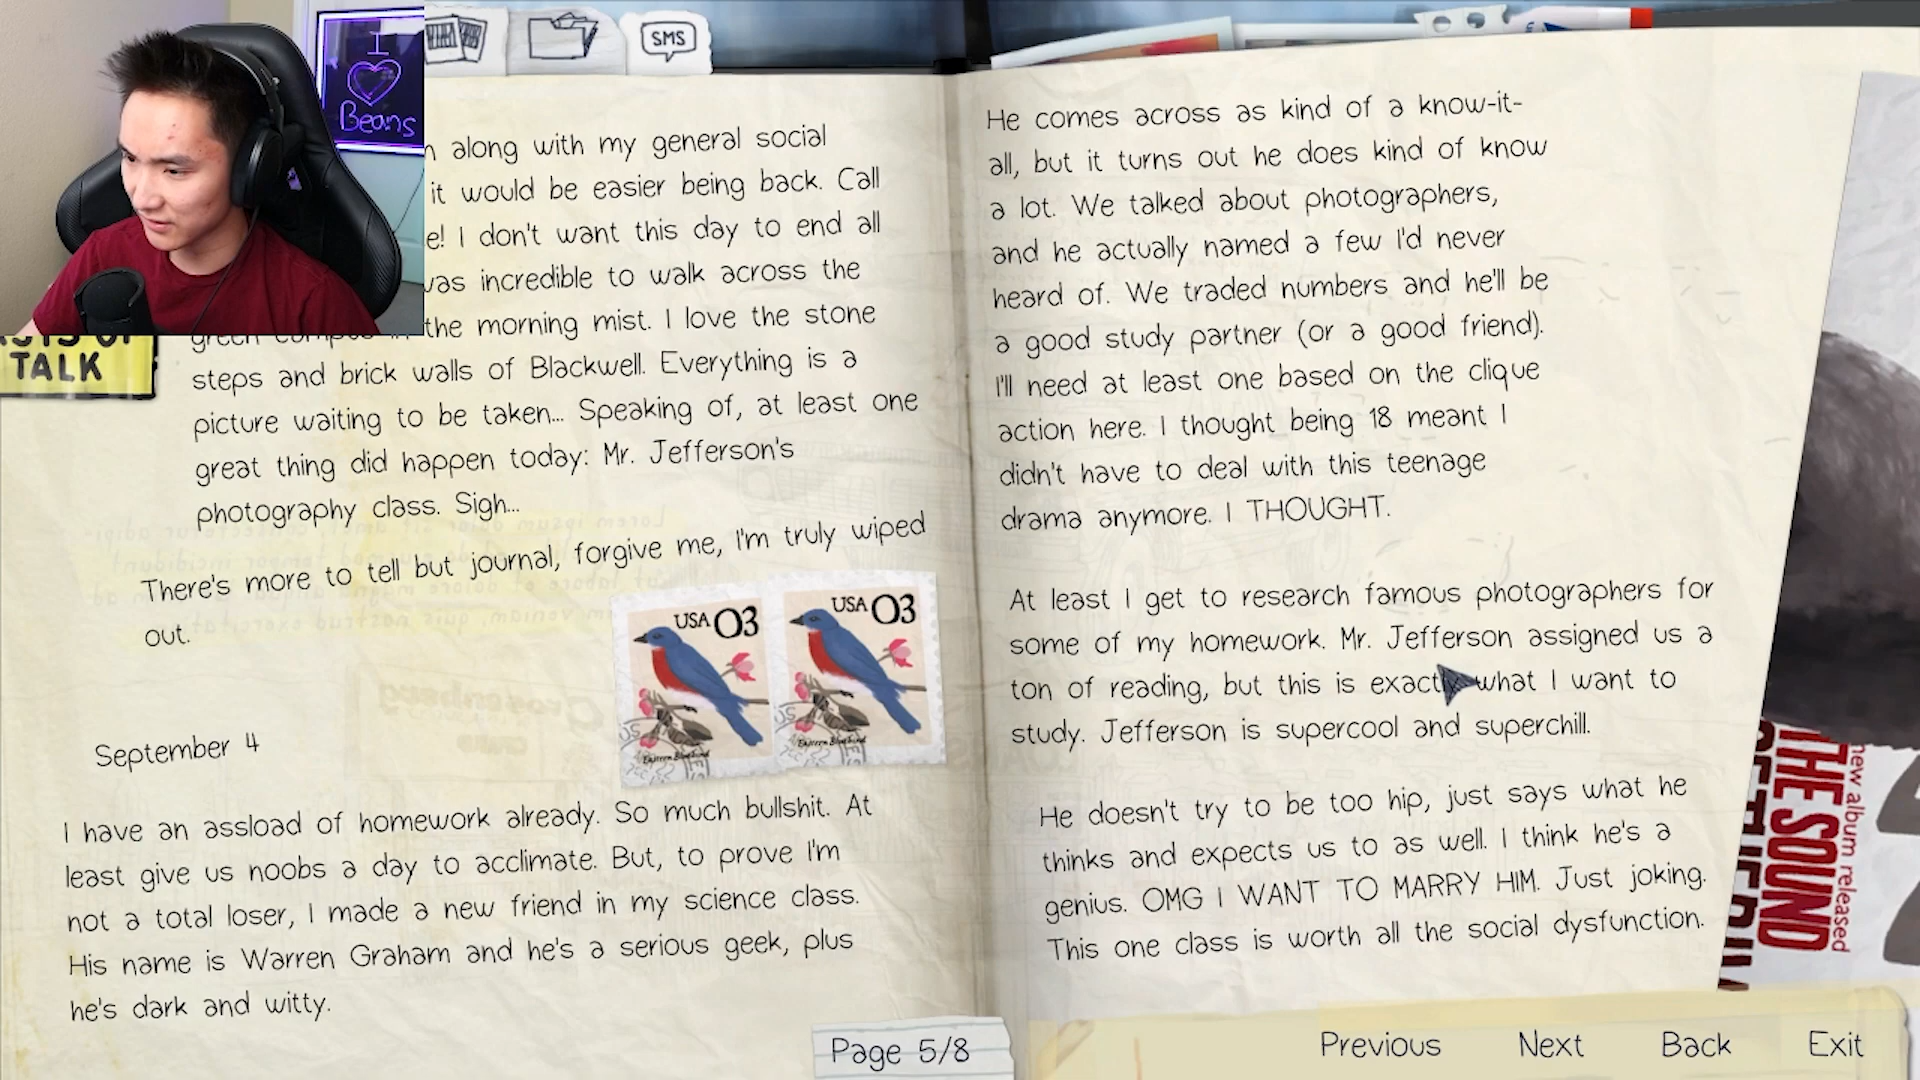 I
Beans
SMS
along with my general social
it would be easier being back. Call
e! I don't want this day to end all
was incredible to walk across the
green campus in the morning mist. I love the stone
steps and brick walls of Blackwell. Everything is a
picture waiting to be taken... Speaking of, at least one
great thing did happen today: Mr. Jefferson's
photography class. Sigh...
There's more to tell but journal, forgive me, I'm truly wiped
out.
TALK
USA 03
USA 03
Eastern Bluebird
Eastern Bluebird
September 4
I have an assload of homework already. So much bullshit. At
least give us noobs a day to acclimate. But, to prove I'm
not a total loser, I made a new friend in my science class.
His name is Warren Graham and he's a serious geek, plus
he's dark and witty.
He comes across as kind of a know-it-
all, but it turns out he does kind of know
a lot. We talked about photographers,
and he actually named a few I'd never
heard of. We traded numbers and he'll be
a good study partner (or a good friend).
I'll need at least one based on the clique
action here. I thought being 18 meant I
didn't have to deal with this teenage
drama anymore. I THOUGHT.
At least I get to research famous photographers for
some of my homework. Mr. Jefferson assigned us a
ton of reading, but this is exactly what I want to
study. Jefferson is supercool and superchill.
He doesn't try to be too hip, just says what he
thinks and expects us to as well. I think he's a
genius. OMG I WANT TO MARRY HIM. Just joking.
This one class is worth all the social dysfunction.
new album released
THE SOUND
Page 5/8
Previous
Next
Back
Exit